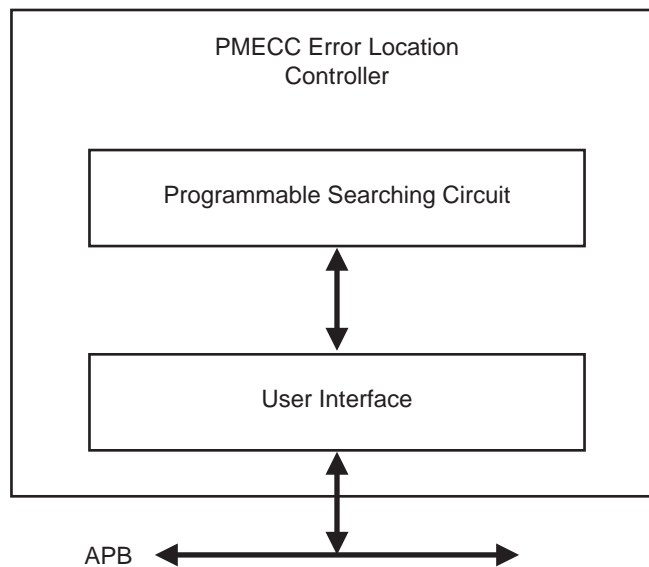 PMECC Error Location
Controller
Programmable Searching Circuit
User Interface
APB